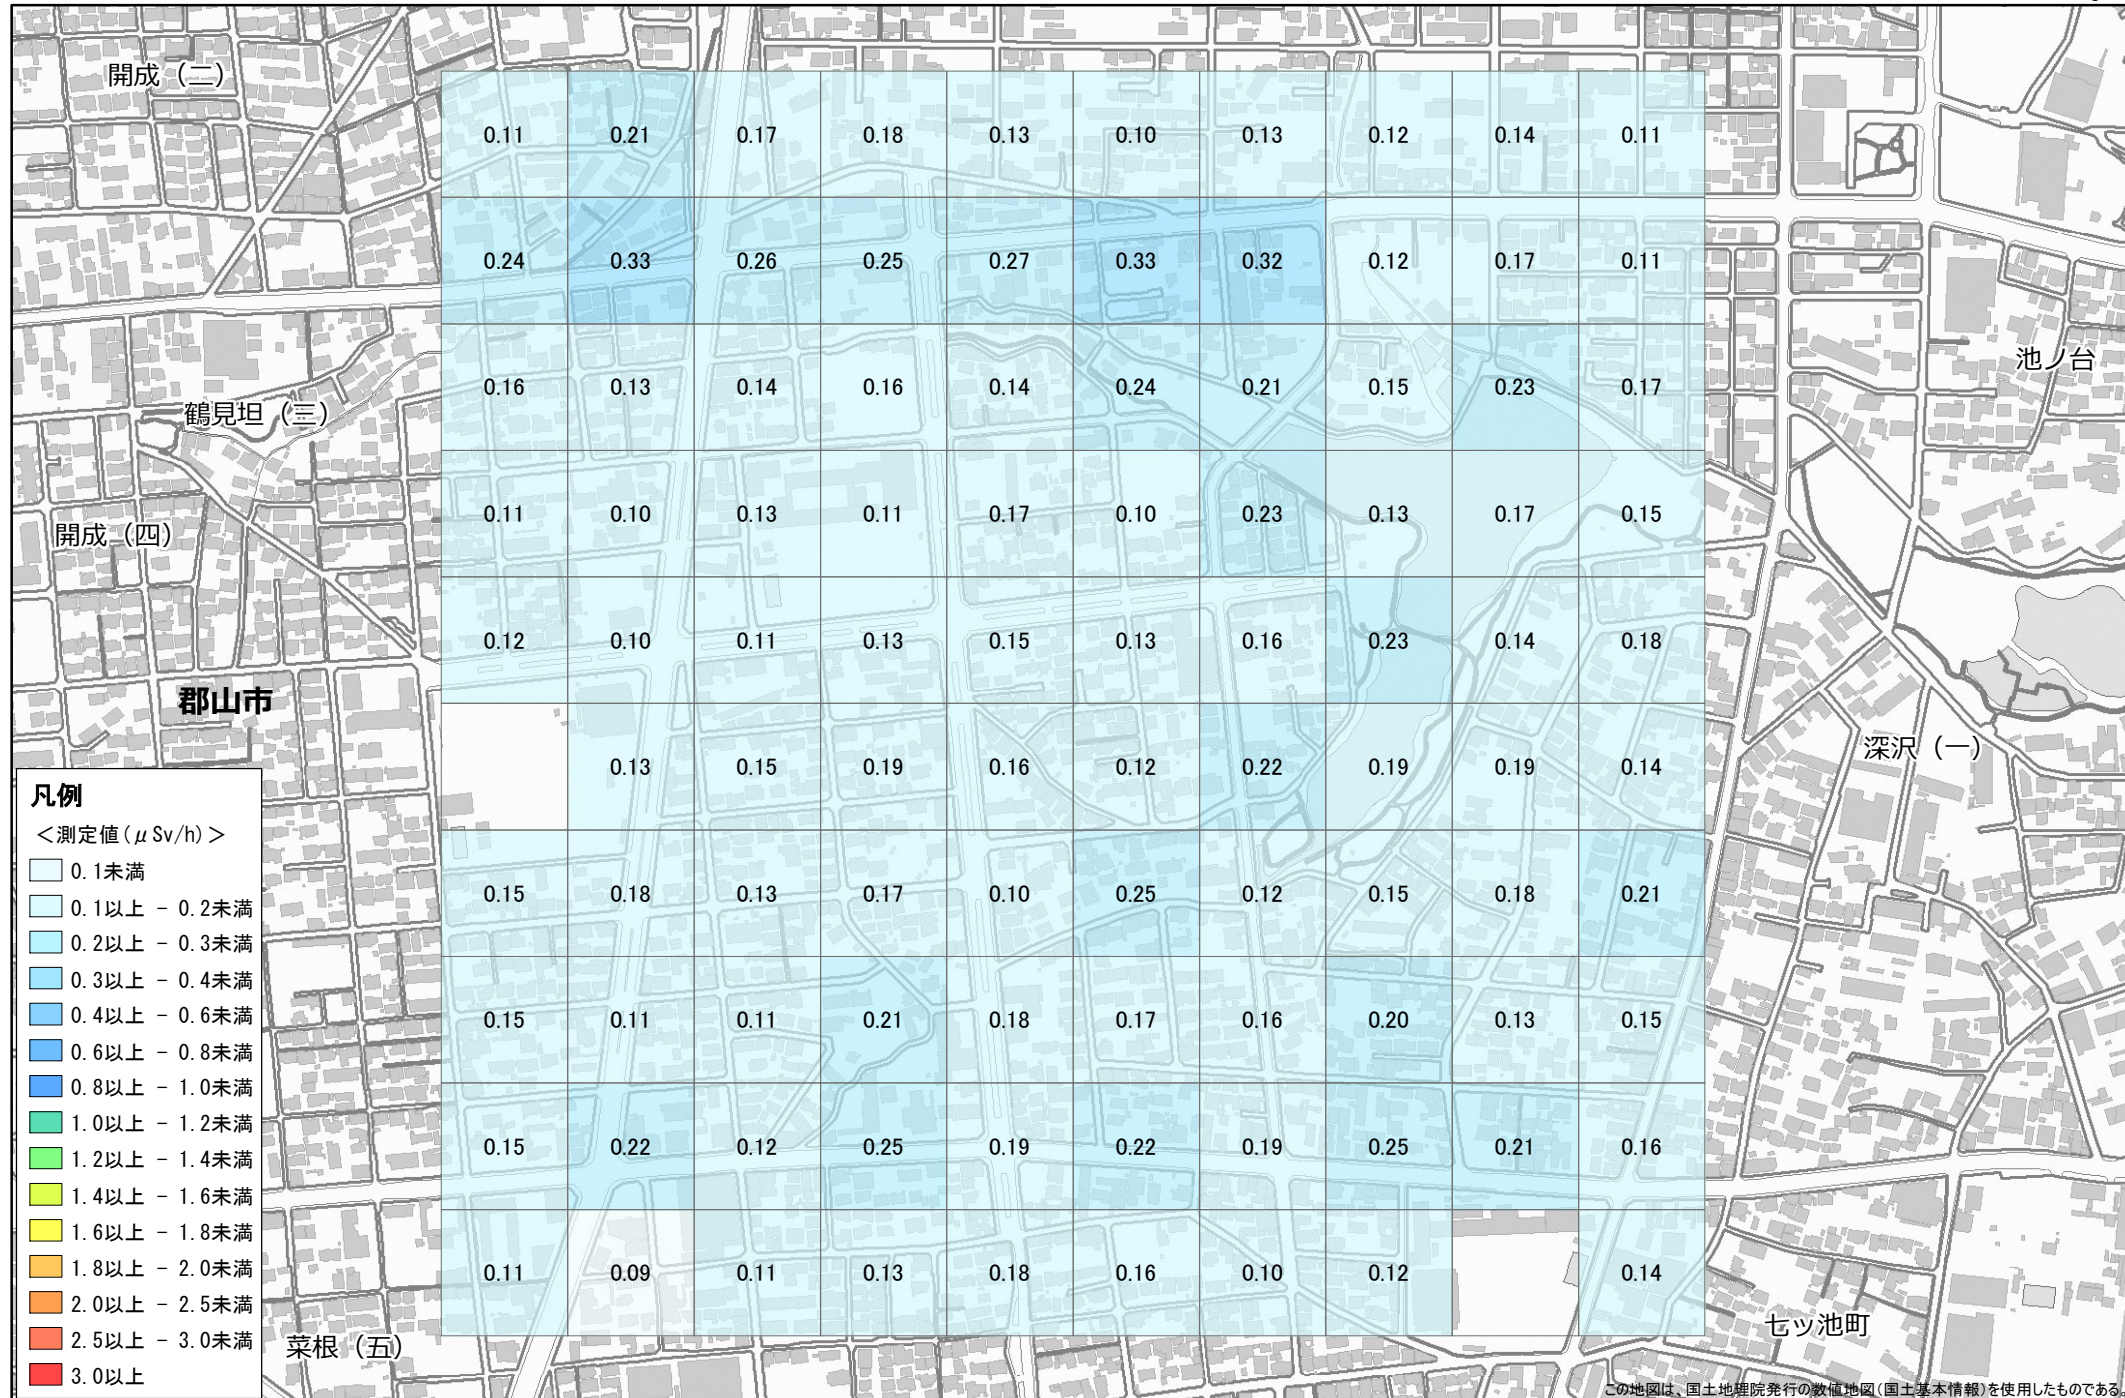 開成（二）
0.11 0.21 0.17 0.18 0.13 0.10 0.13 0.12 0.14 0.11
0.24 0.33 0.26 0.25 0.27 0.33 0.32 0.12 0.17 0.11
池ノ台
0.16 0.13 0.14 0.16 0.14 0.24 0.21 0.15 0.23 0.17
鶴見坦（三）
0.11 0.10 0.13 0.11 0.17 0.10 0.23 0.13 0.17 0.15
開成（四）
0.12 0.10 0.11 0.13 0.15 0.13 0.16 0.23 0.14 0.18
郡山市
深沢（一）
0.13 0.15 0.19 0.16 0.12 0.22 0.19 0.19 0.14
0.15 0.18 0.13 0.17 0.10 0.25 0.12 0.15 0.18 0.21
0.15 0.11 0.11 0.21 0.18 0.17 0.16 0.20 0.13 0.15
0.15 0.22 0.12 0.25 0.19 0.22 0.19 0.25 0.21 0.16
0.11 0.09 0.11 0.13 0.18 0.16 0.10 0.12 0.14
凡例
＜測定値(μSv/h)＞
0.1未満
0.1以上 － 0.2未満
0.2以上 － 0.3未満
0.3以上 － 0.4未満
0.4以上 － 0.6未満
0.6以上 － 0.8未満
0.8以上 － 1.0未満
1.0以上 － 1.2未満
1.2以上 － 1.4未満
1.4以上 － 1.6未満
1.6以上 － 1.8未満
1.8以上 － 2.0未満
2.0以上 － 2.5未満
2.5以上 － 3.0未満
3.0以上
菜根（五）
七ッ池町
この地図は、国土地理院発行の数値地図(国土基本情報)を使用したものである